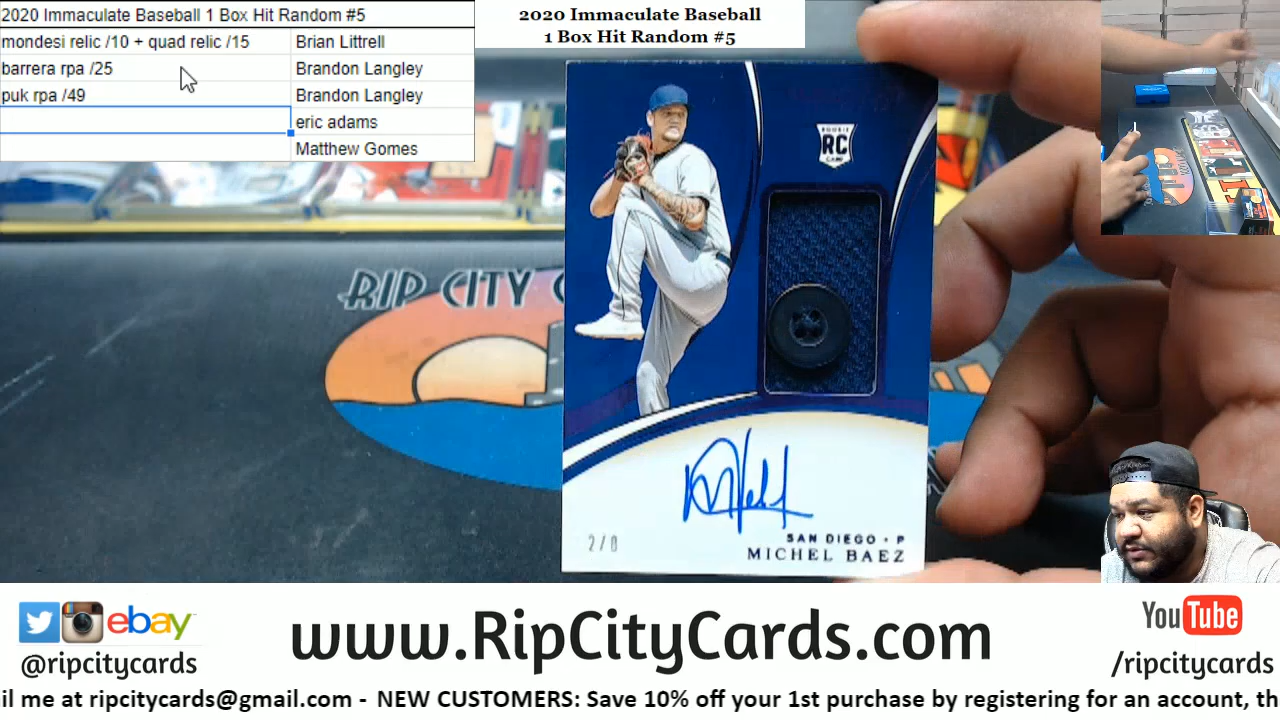 2020 Immaculate Baseball 1 Box Hit Random #5
mondesi relic /10 + quad relic /15 Brian Littrell
barrera rpa /25 Brandon Langley
puk rpa /49 Brandon Langley
eric adams
Matthew Gomes
2020 Immaculate Baseball
1 Box Hit Random #5
ROOKIE
RC
CARD
RIP CITY
2/8
SAN DIEGO • P
MICHEL BAEZ
ebay
@ripcitycards
www.RipCityCards.com
YouTube
/ripcitycards
il me at ripcitycards@gmail.com - NEW CUSTOMERS: Save 10% off your 1st purchase by registering for an account, th